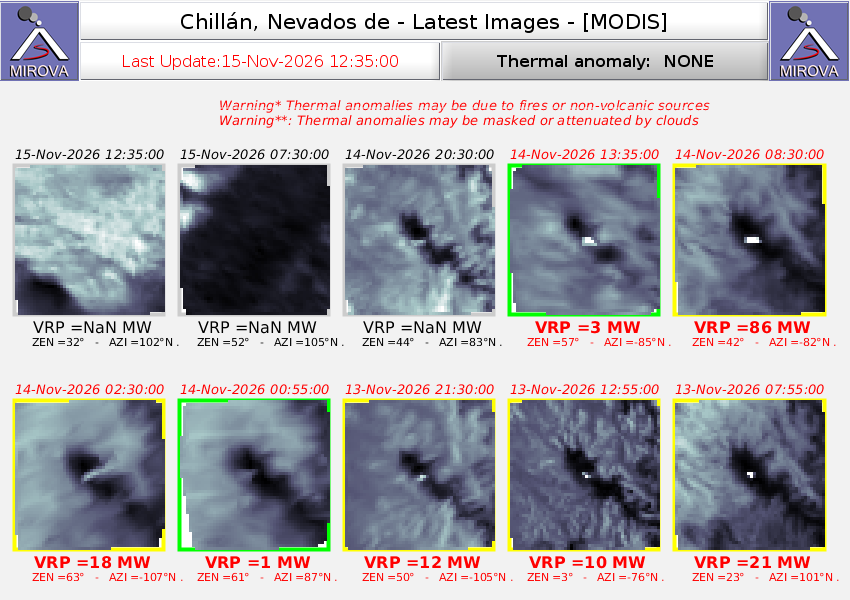 Chillán, Nevados de - Latest Images - [MODIS]
MIROVA
Last Update:15-Nov-2026 12:35:00
Thermal anomaly: NONE
MIROVA
Warning* Thermal anomalies may be due to fires or non-volcanic sources
Warning**: Thermal anomalies may be masked or attenuated by clouds
15-Nov-2026 12:35:00
15-Nov-2026 07:30:00
14-Nov-2026 20:30:00
14-Nov-2026 13:35:00
14-Nov-2026 08:30:00
VRP =NaN MW
VRP =NaN MW
VRP =NaN MW
VRP =3 MW
VRP =86 MW
ZEN =32° - AZI =102°N .
ZEN =52° - AZI =105°N .
ZEN =44° - AZI =83°N .
ZEN =57° - AZI =-85°N .
ZEN =42° - AZI =-82°N .
14-Nov-2026 02:30:00
14-Nov-2026 00:55:00
13-Nov-2026 21:30:00
13-Nov-2026 12:55:00
13-Nov-2026 07:55:00
VRP =18 MW
VRP =1 MW
VRP =12 MW
VRP =10 MW
VRP =21 MW
ZEN =63° - AZI =-107°N .
ZEN =61° - AZI =87°N .
ZEN =50° - AZI =-105°N .
ZEN =3° - AZI =-76°N .
ZEN =23° - AZI =101°N .